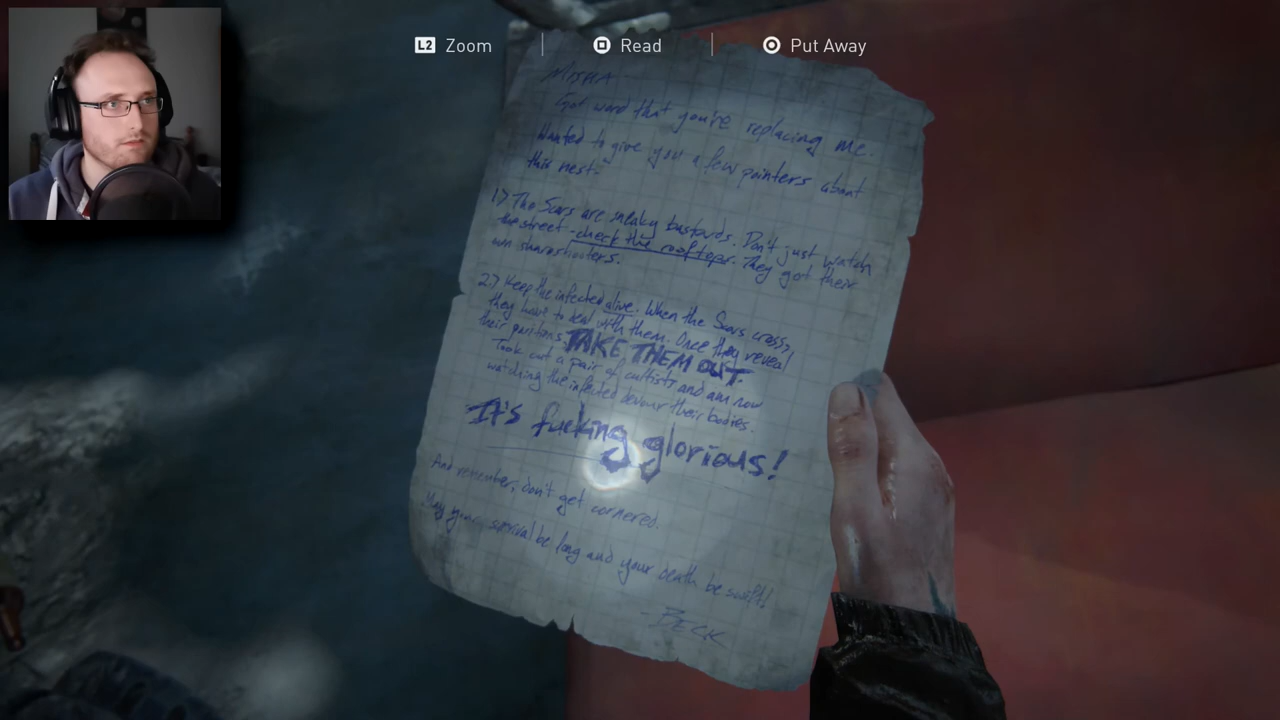 L2 Zoom
Read
Put Away
MISHA
Got word that you're replacing me.
Wanted to give you a few pointers about
this nest.
1.) The Scars are sneaky bastards. Don't just watch
the street - check the rooftops. They got their
own sharpshooters.
2.) Keep the infected alive. When the Scars cross,
they have to deal with them. Once they reveal
their positions, TAKE THEM OUT.
Took out a pair of cultists and am now
watching the infected devour their bodies.
It's fucking glorious!
And remember, don't get cornered.
May your survival be long and your death be swift!
BECK